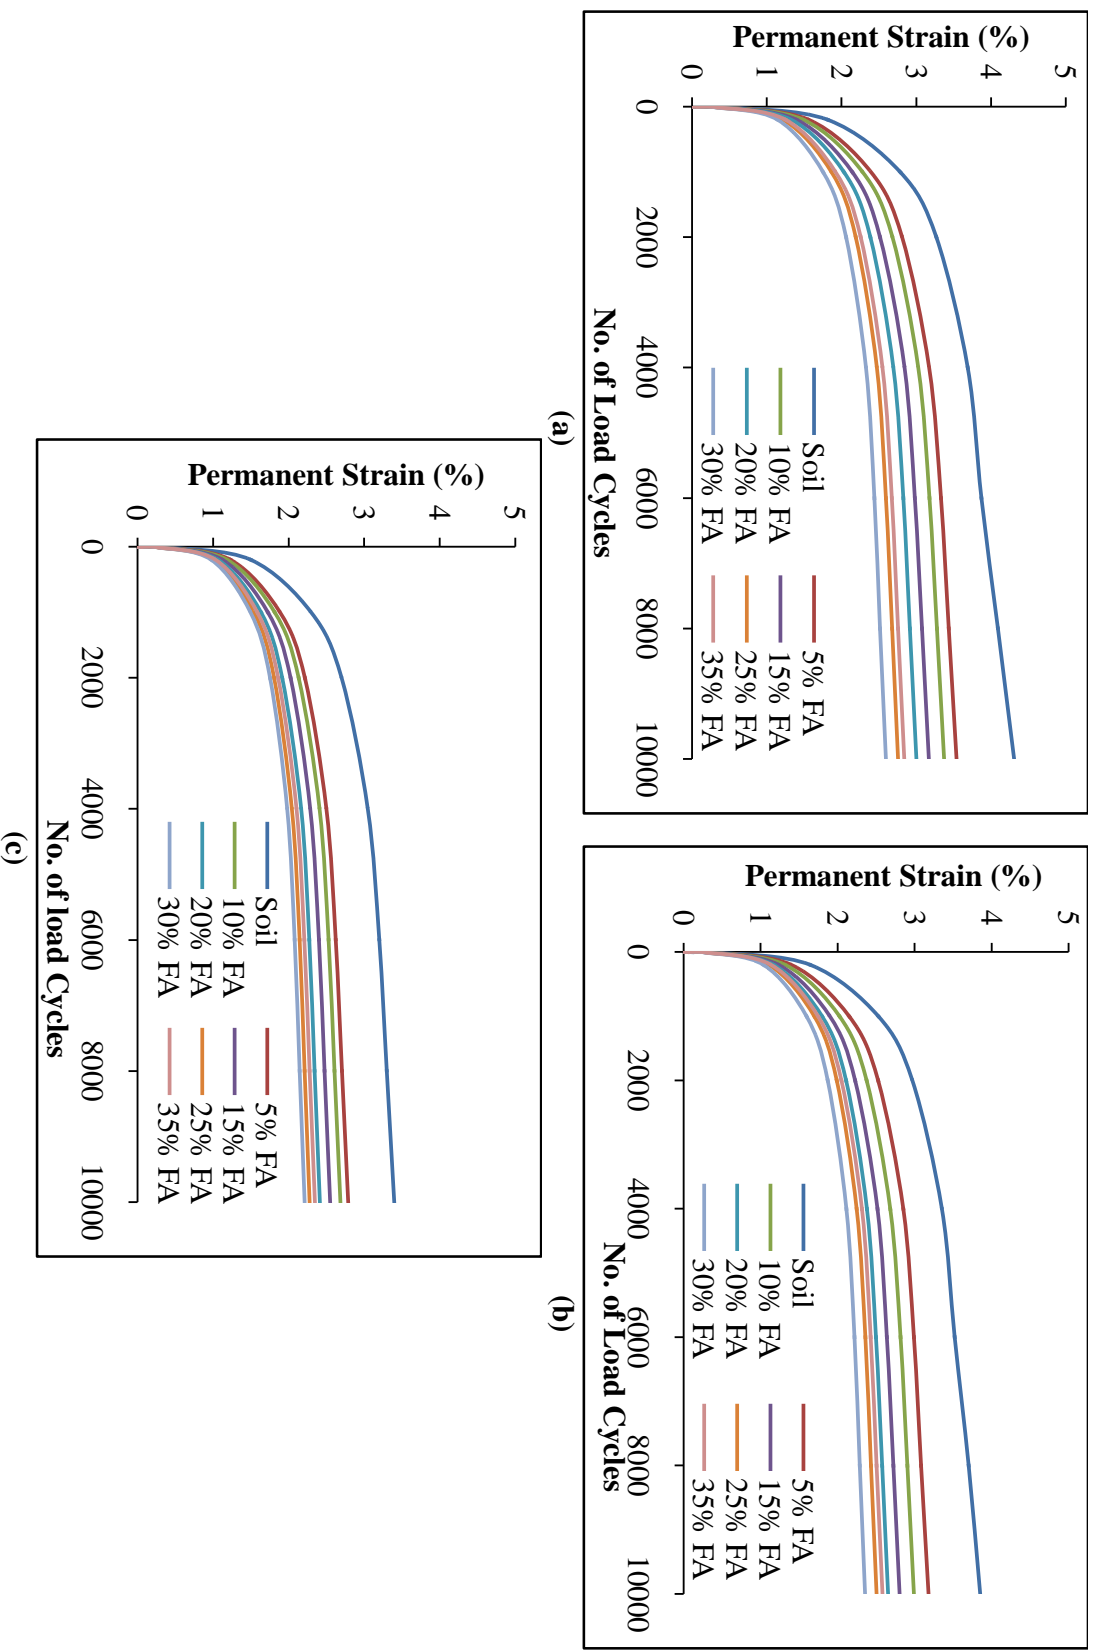 Permanent Strain (%)
5
4
3
2
1
0
0
2000
4000
6000
8000
10000
No. of Load Cycles
Soil
5% FA
10% FA
15% FA
20% FA
25% FA
30% FA
35% FA
(a)
Permanent Strain (%)
5
4
3
2
1
0
0
2000
4000
6000
8000
10000
No. of Load Cycles
Soil
5% FA
10% FA
15% FA
20% FA
25% FA
30% FA
35% FA
(b)
Permanent Strain (%)
5
4
3
2
1
0
0
2000
4000
6000
8000
10000
No. of load Cycles
Soil
5% FA
10% FA
15% FA
20% FA
25% FA
30% FA
35% FA
(c)